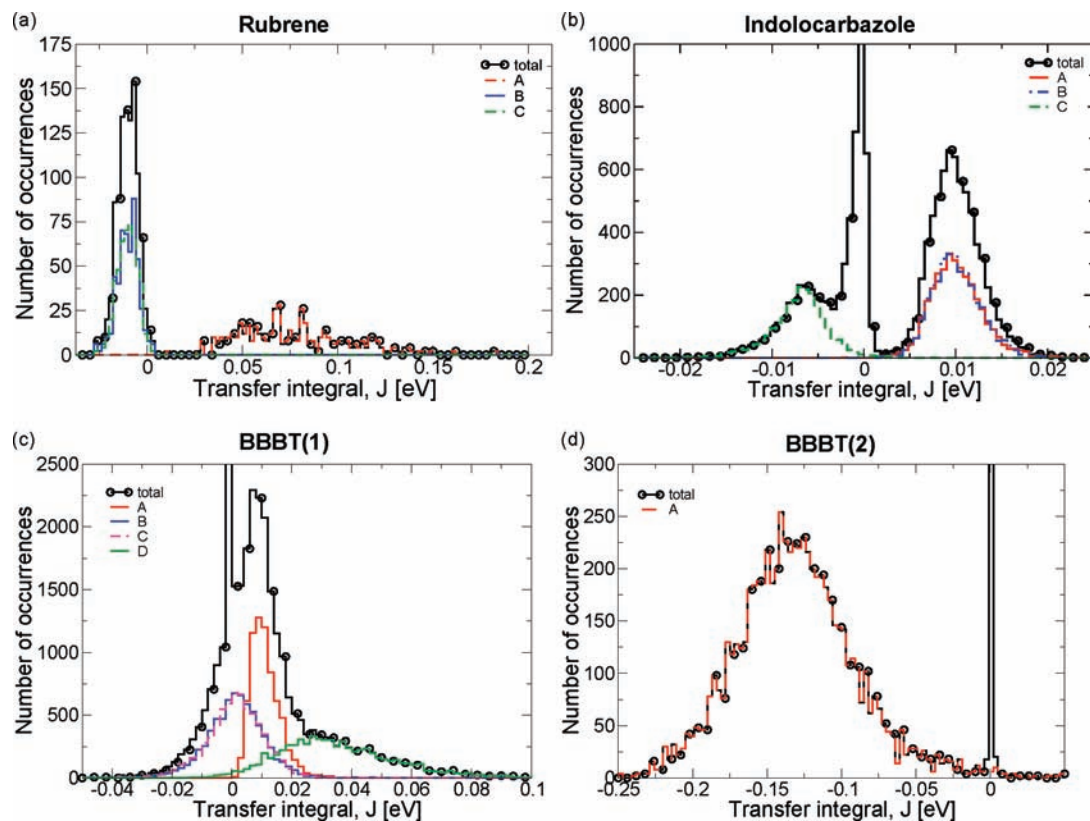 (a)
Rubrene
175
150
125
100
75
50
25
0
Number of occurrences
total
A
B
C
0 0.05 0.1 0.15 0.2
Transfer integral, J [eV]
(b)
Indolocarbazole
1000
800
600
400
200
0
Number of occurrences
total
A
B
C
-0.02 -0.01 0 0.01 0.02
Transfer integral, J [eV]
(c)
BBBT(1)
2500
2000
1500
1000
500
0
Number of occurrences
total
A
B
C
D
-0.04 -0.02 0 0.02 0.04 0.06 0.08 0.1
Transfer integral, J [eV]
(d)
BBBT(2)
300
250
200
150
100
50
0
Number of occurrences
total
A
-0.25 -0.2 -0.15 -0.1 -0.05 0
Transfer integral, J [eV]